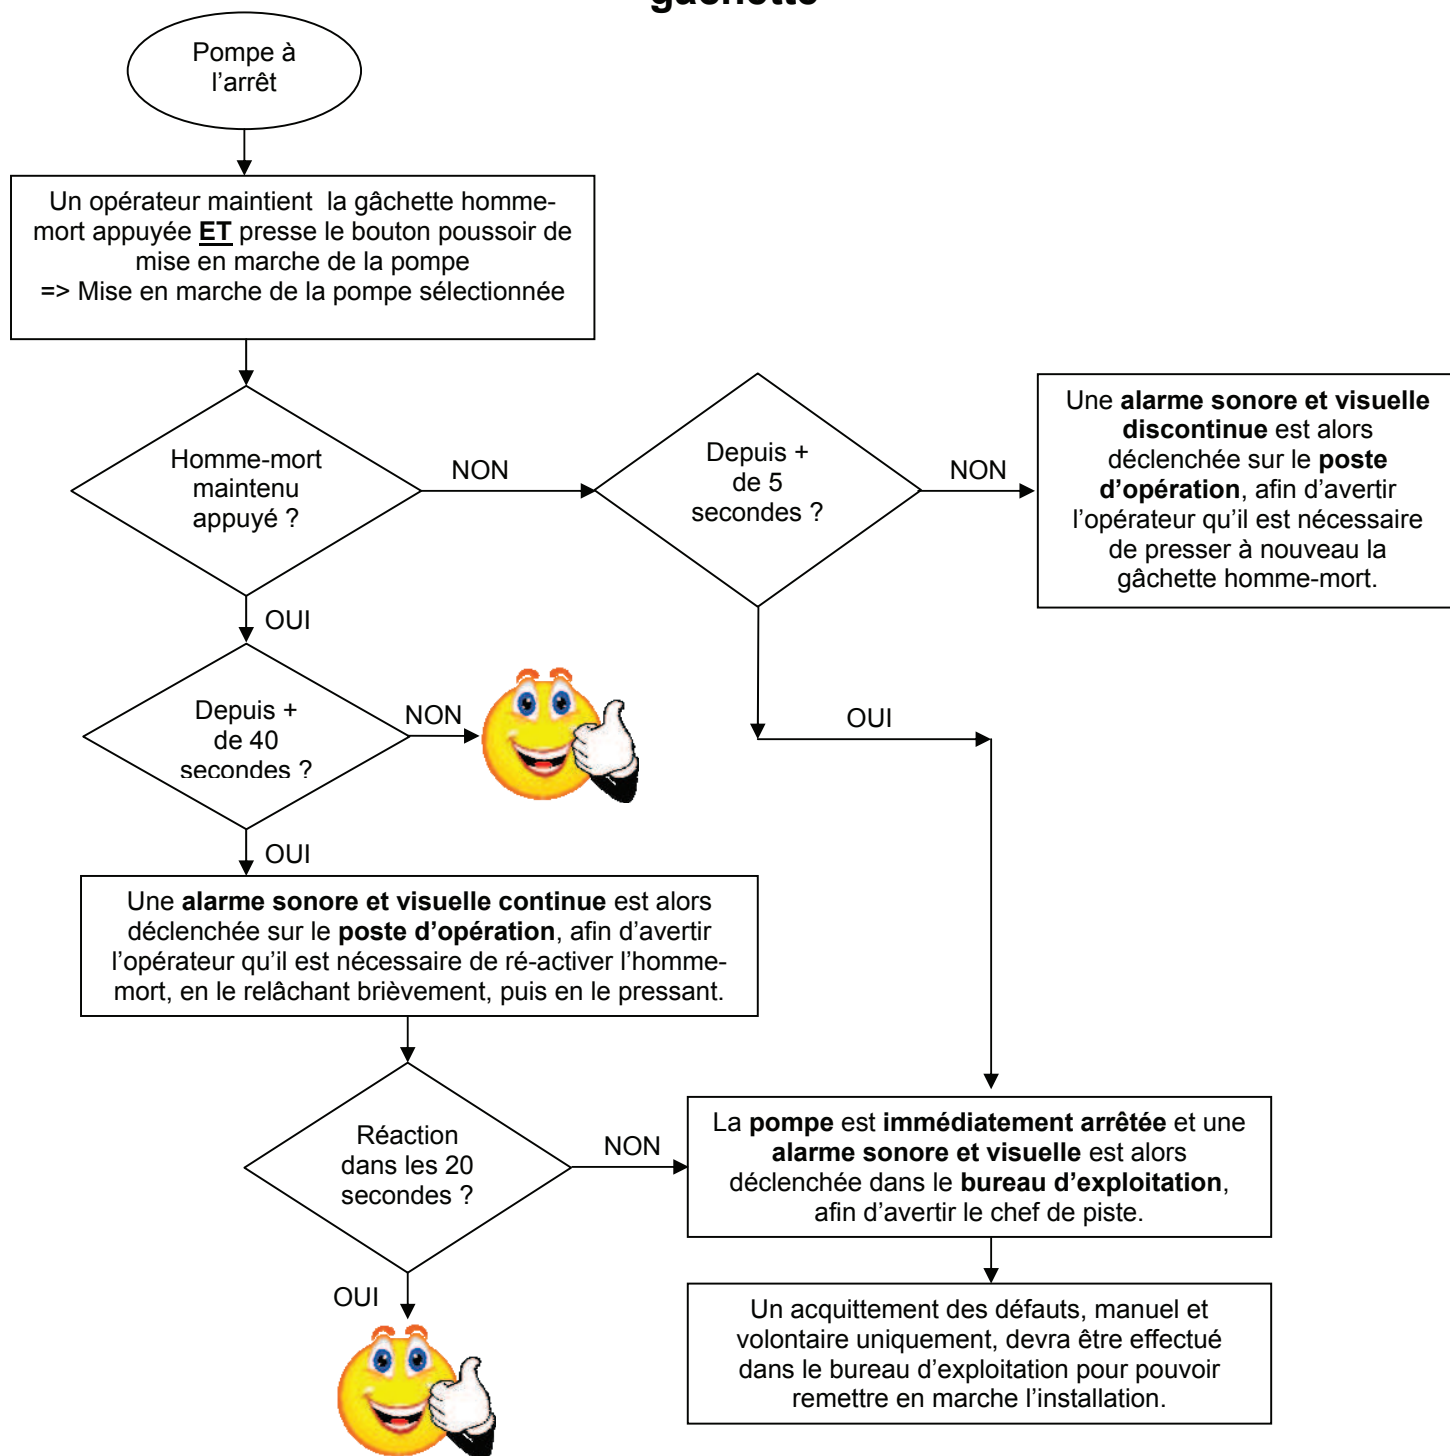 gâchette
Pompe à
l'arrêt
Un opérateur maintient la gâchette homme-
mort appuyée ET presse le bouton poussoir de
mise en marche de la pompe
=> Mise en marche de la pompe sélectionnée
Homme-mort
maintenu
appuyé ?
NON
Depuis +
de 5
secondes ?
NON
Une alarme sonore et visuelle
discontinue est alors
déclenchée sur le poste
d'opération, afin d'avertir
l'opérateur qu'il est nécessaire
de presser à nouveau la
gâchette homme-mort.
OUI
Depuis +
de 40
secondes ?
NON
OUI
OUI
Une alarme sonore et visuelle continue est alors
déclenchée sur le poste d'opération, afin d'avertir
l'opérateur qu'il est nécessaire de ré-activer l'homme-
mort, en le relâchant brièvement, puis en le pressant.
Réaction
dans les 20
secondes ?
NON
La pompe est immédiatement arrêtée et une
alarme sonore et visuelle est alors
déclenchée dans le bureau d'exploitation,
afin d'avertir le chef de piste.
OUI
Un acquittement des défauts, manuel et
volontaire uniquement, devra être effectué
dans le bureau d'exploitation pour pouvoir
remettre en marche l'installation.